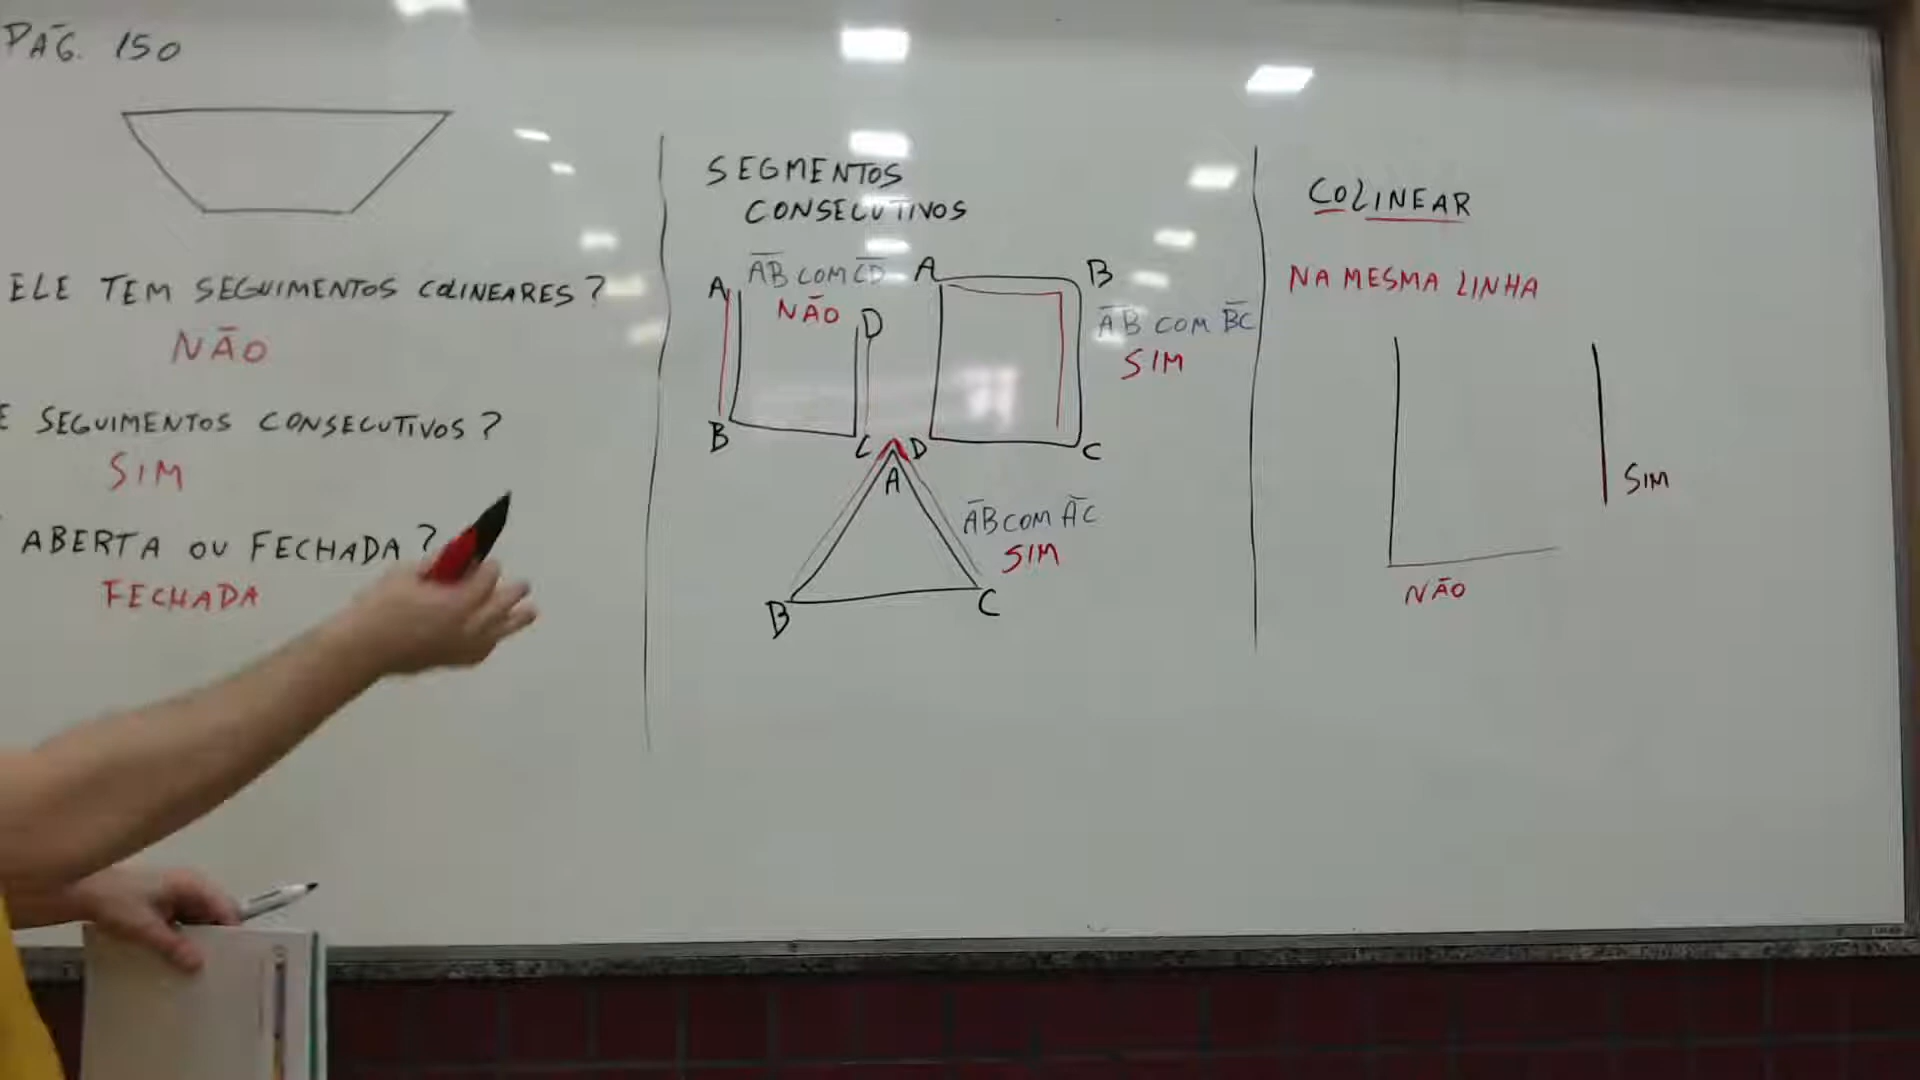 PÁG. 150
ELE TEM SEGUIMENTOS COLINEARES?
NÃO
E SEGUIMENTOS CONSECUTIVOS?
SIM
ABERTA OU FECHADA?
FECHADA
SEGMENTOS
CONSECUTIVOS
A
AB COM CD
NÃO
D
B
C
A
B
AB COM BC
SIM
D
C
A
AB COM AC
SIM
B
C
COLINEAR
NA MESMA LINHA
SIM
NÃO